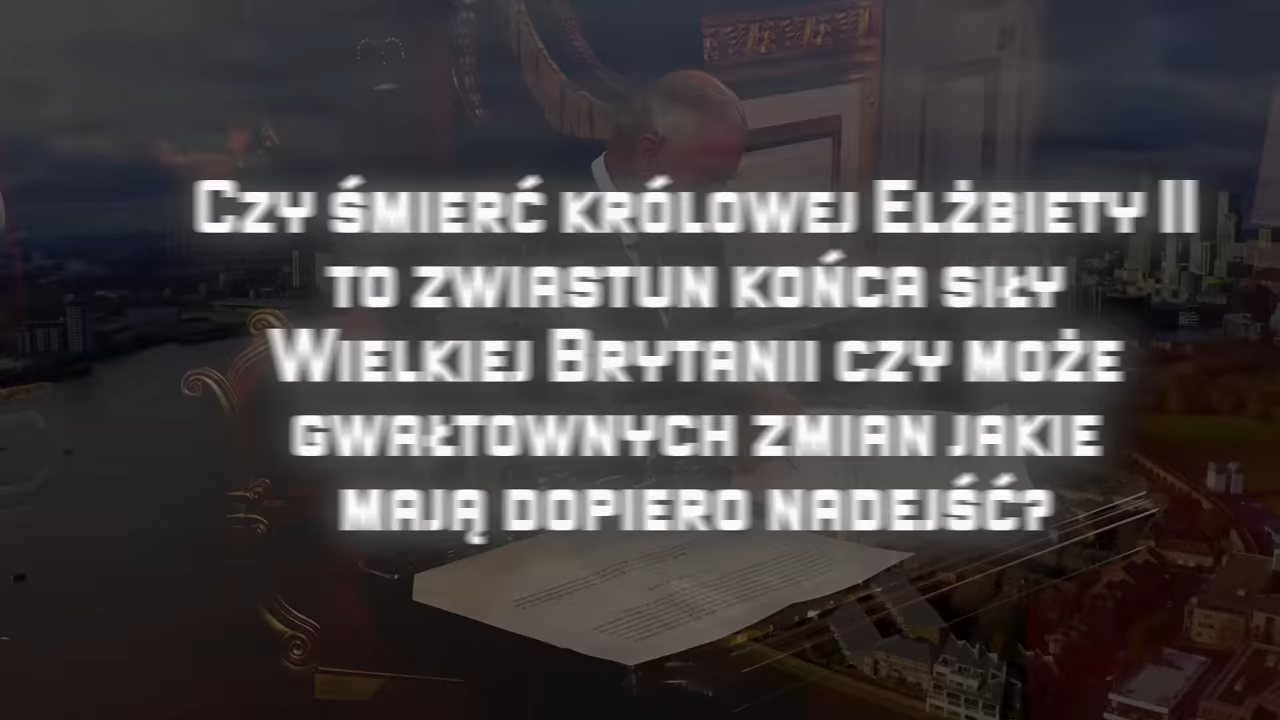 Czy śmierć królowej Elżbiety II
to zwiastun końca siły
Wielkiej Brytanii czy może
gwałtownych zmian jakie
mają dopiero nadejść?